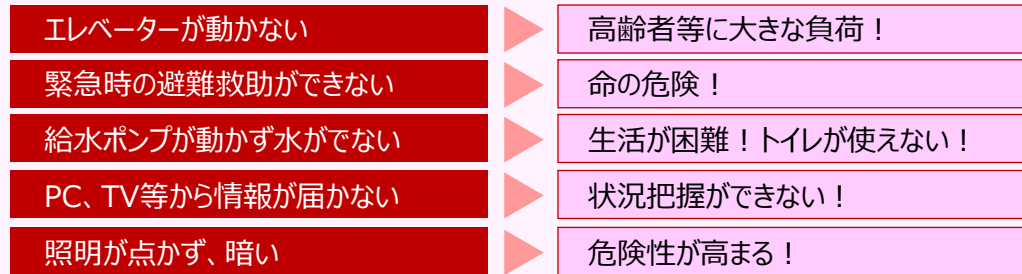 エレベーターが動かない
高齢者等に大きな負荷！
緊急時の避難救助ができない
命の危険！
給水ポンプが動かず水がでない
生活が困難！トイレが使えない！
PC、TV等から情報が届かない
状況把握ができない！
照明が点かず、暗い
危険性が高まる！